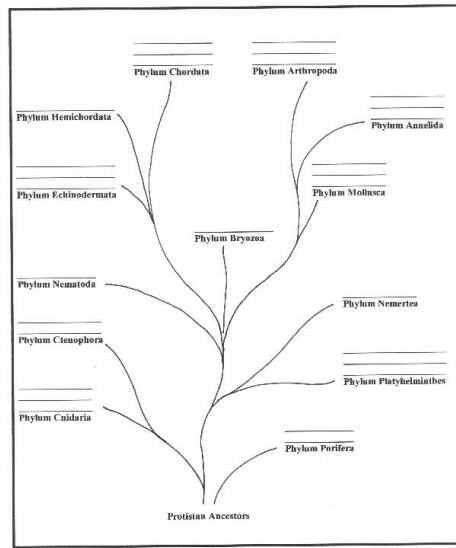 Phylum Chordata
Phylum Arthropoda
Phylum Hemichordata
Phylum Annelida
Phylum Echinodermata
Phylum Mollusca
Phylum Bryozoa
Phylum Nematoda
Phylum Nemertea
Phylum Ctenophora
Phylum Platyhelminthes
Phylum Cnidaria
Phylum Porifera
Protistan Ancestors